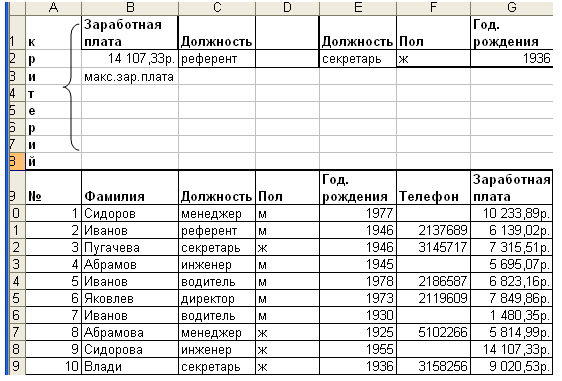 A B C D E F G
1 к Заработная плата Должность Должность Пол Год. рождения
2 р 14 107,33р. референт секретарь ж 1936
3 и макс.зар.плата
4 т
5 е
6 р
7 и
8 й
9 № Фамилия Должность Пол Год. рождения Телефон Заработная плата
0 1 Сидоров менеджер м 1977 10 233,89р.
1 2 Иванов референт м 1946 2137689 6 139,02р.
2 3 Пугачева секретарь ж 1946 3145717 7 315,51р.
3 4 Абрамов инженер м 1945 5 695,07р.
4 5 Иванов водитель м 1978 2186587 6 823,16р.
5 6 Яковлев директор м 1973 2119609 7 849,86р.
6 7 Иванов водитель м 1930 1 480,35р.
7 8 Абрамова менеджер ж 1925 5102266 5 814,99р.
8 9 Сидорова инженер ж 1955 14 107,33р.
9 10 Влади секретарь ж 1936 3158256 9 020,53р.